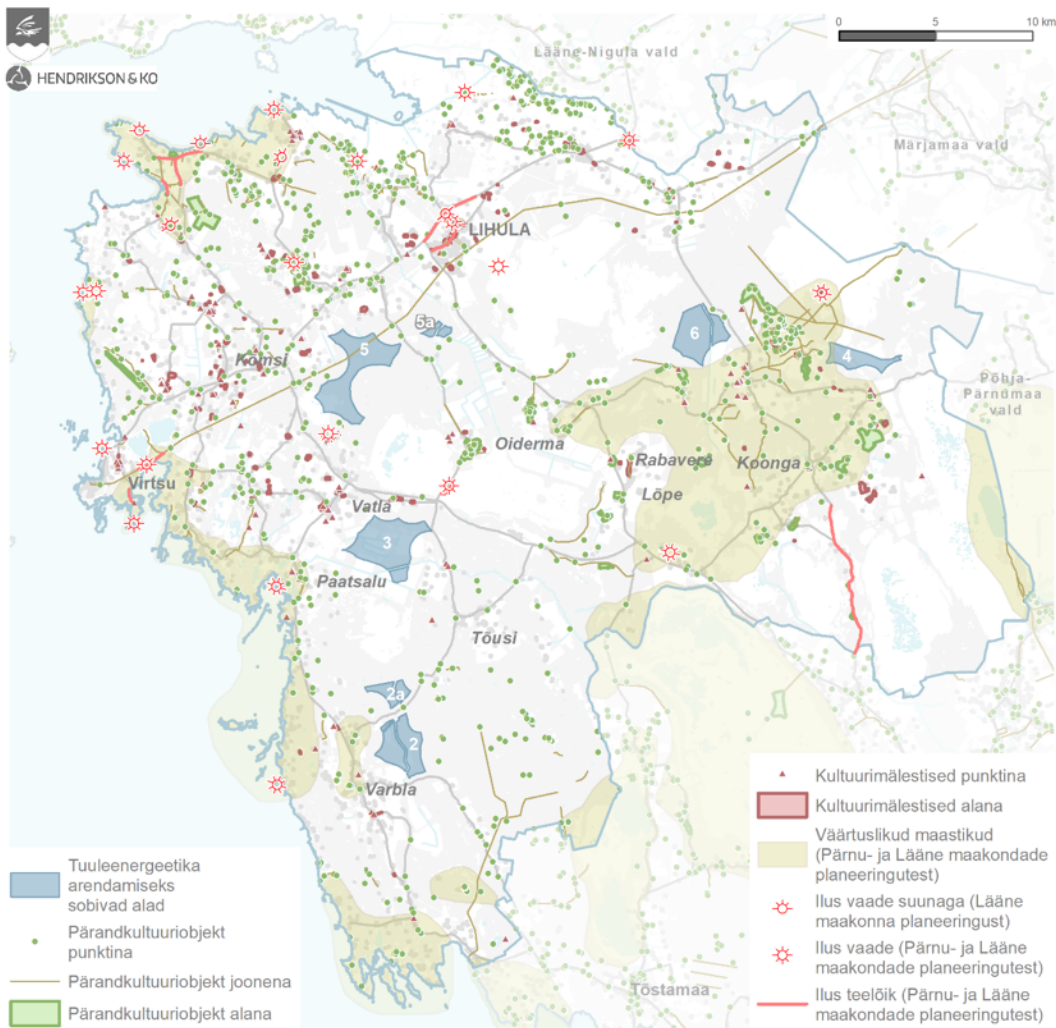 HENDRIKSON & KO
0 5 10 km
Lääne-Nigula vald
Märjamaa vald
LIHULA
5a
6
5
4
Kõmsi
Põhja-
Pärnumaa
vald
Oiderma
Rabavere
Koonga
Virtsu
Lõpe
Vatla
3
Paatsalu
Tõusi
2a
2
Varbla
Tõstamaa
Tuuleenergeetika
arendamiseks
sobivad alad
Pärandkultuuriobjekt
punktina
Pärandkultuuriobjekt joonena
Pärandkultuuriobjekt alana
Kultuurimälestised punktina
Kultuurimälestised alana
Väärtuslikud maastikud
(Pärnu- ja Lääne maakondade
planeeringutest)
Ilus vaade suunaga (Lääne
maakonna planeeringust)
Ilus vaade (Pärnu- ja Lääne
maakondade planeeringutest)
Ilus teelõik (Pärnu- ja Lääne
maakondade planeeringutest)